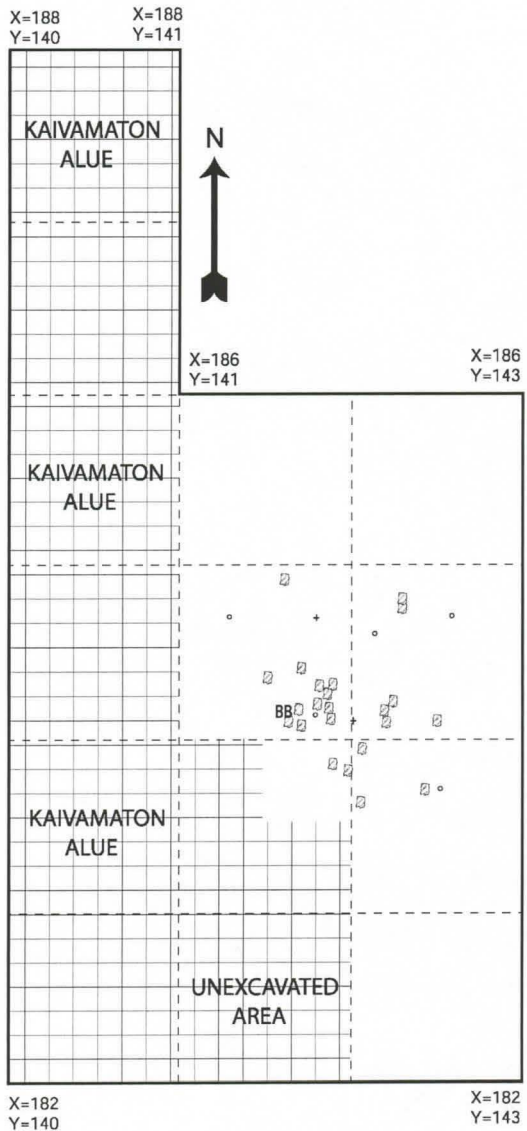 X=188
Y=140
X=188
Y=141
KAIVAMATON
ALUE
N
X=186
Y=141
X=186
Y=143
KAIVAMATON
ALUE
BB
KAIVAMATON
ALUE
UNEXCAVATED
AREA
X=182
Y=140
X=182
Y=143